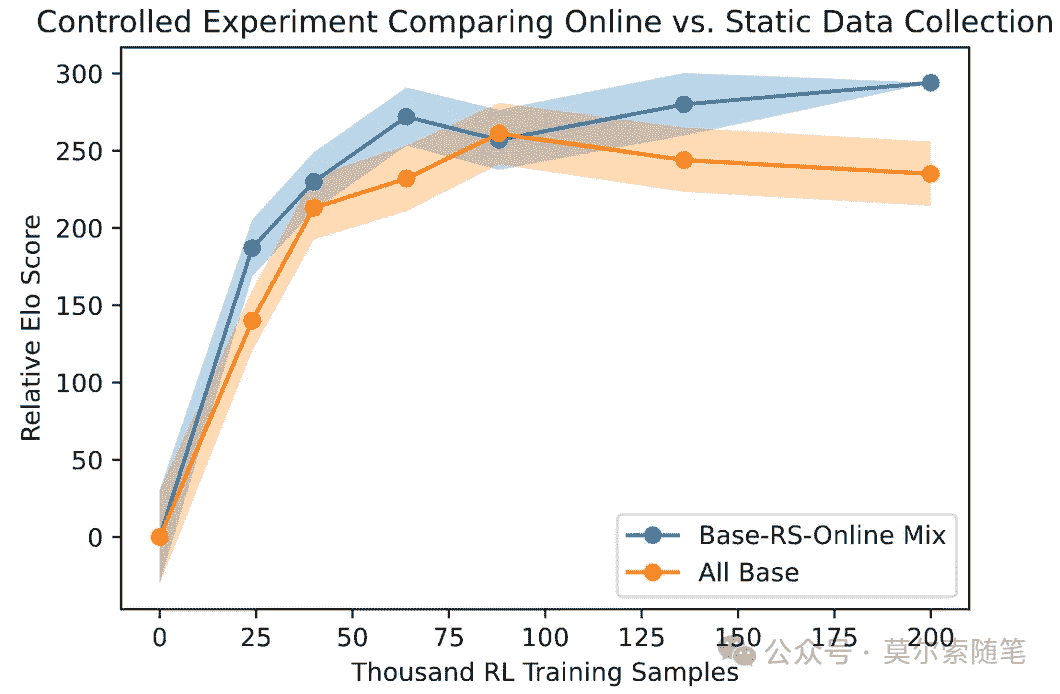 Controlled Experiment Comparing Online vs. Static Data Collection
Relative Elo Score
300
250
200
150
100
50
0
Base-RS-Online Mix
All Base
0 25 50 75 100 125 150 175 200
Thousand RL Training Samples
公众号 · 莫尔索随笔